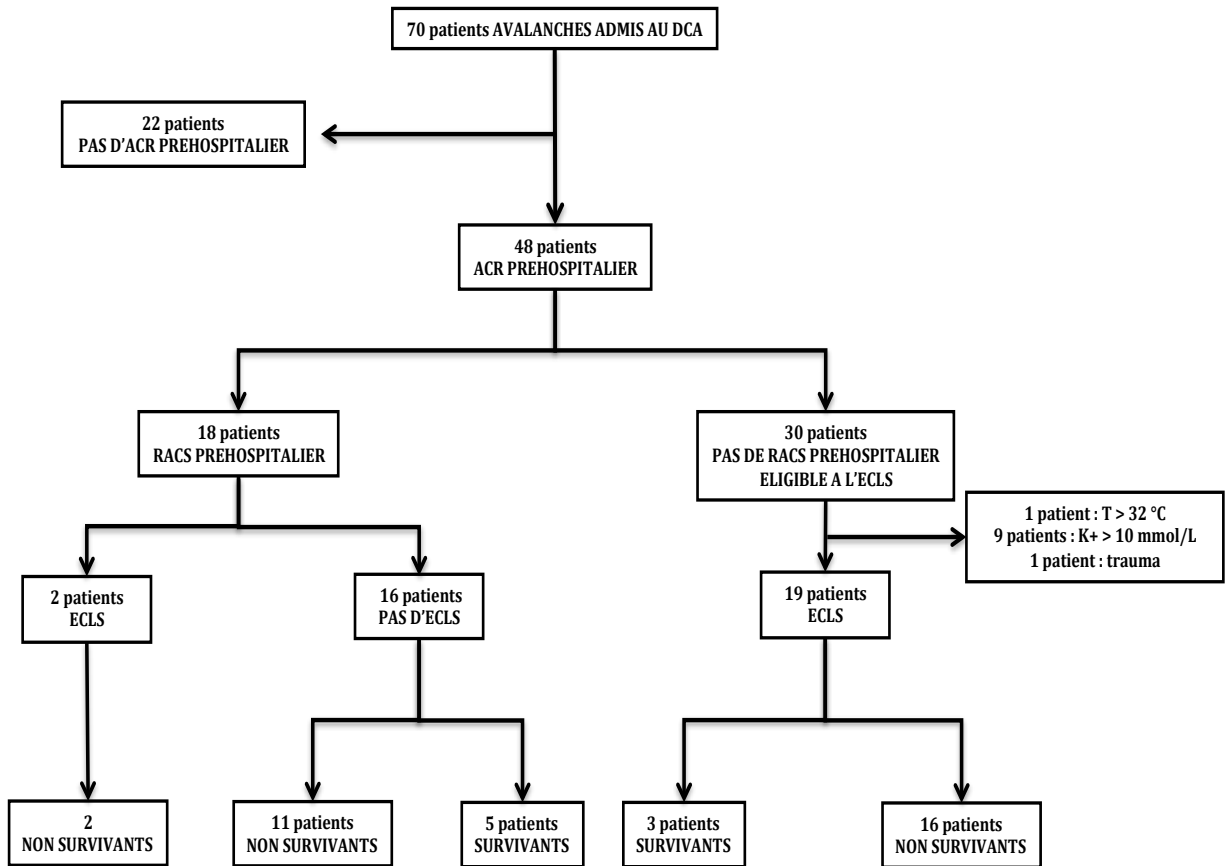 70 patients AVALANCHES ADMIS AU DCA
22 patients
PAS D'ACR PREHOSPITALIER
48 patients
ACR PREHOSPITALIER
18 patients
RACS PREHOSPITALIER
30 patients
PAS DE RACS PREHOSPITALIER
ELIGIBLE A L'ECLS
1 patient : T > 32 °C
9 patients : K+ > 10 mmol/L
1 patient : trauma
2 patients
ECLS
16 patients
PAS D'ECLS
19 patients
ECLS
2
NON SURVIVANTS
11 patients
NON SURVIVANTS
5 patients
SURVIVANTS
3 patients
SURVIVANTS
16 patients
NON SURVIVANTS